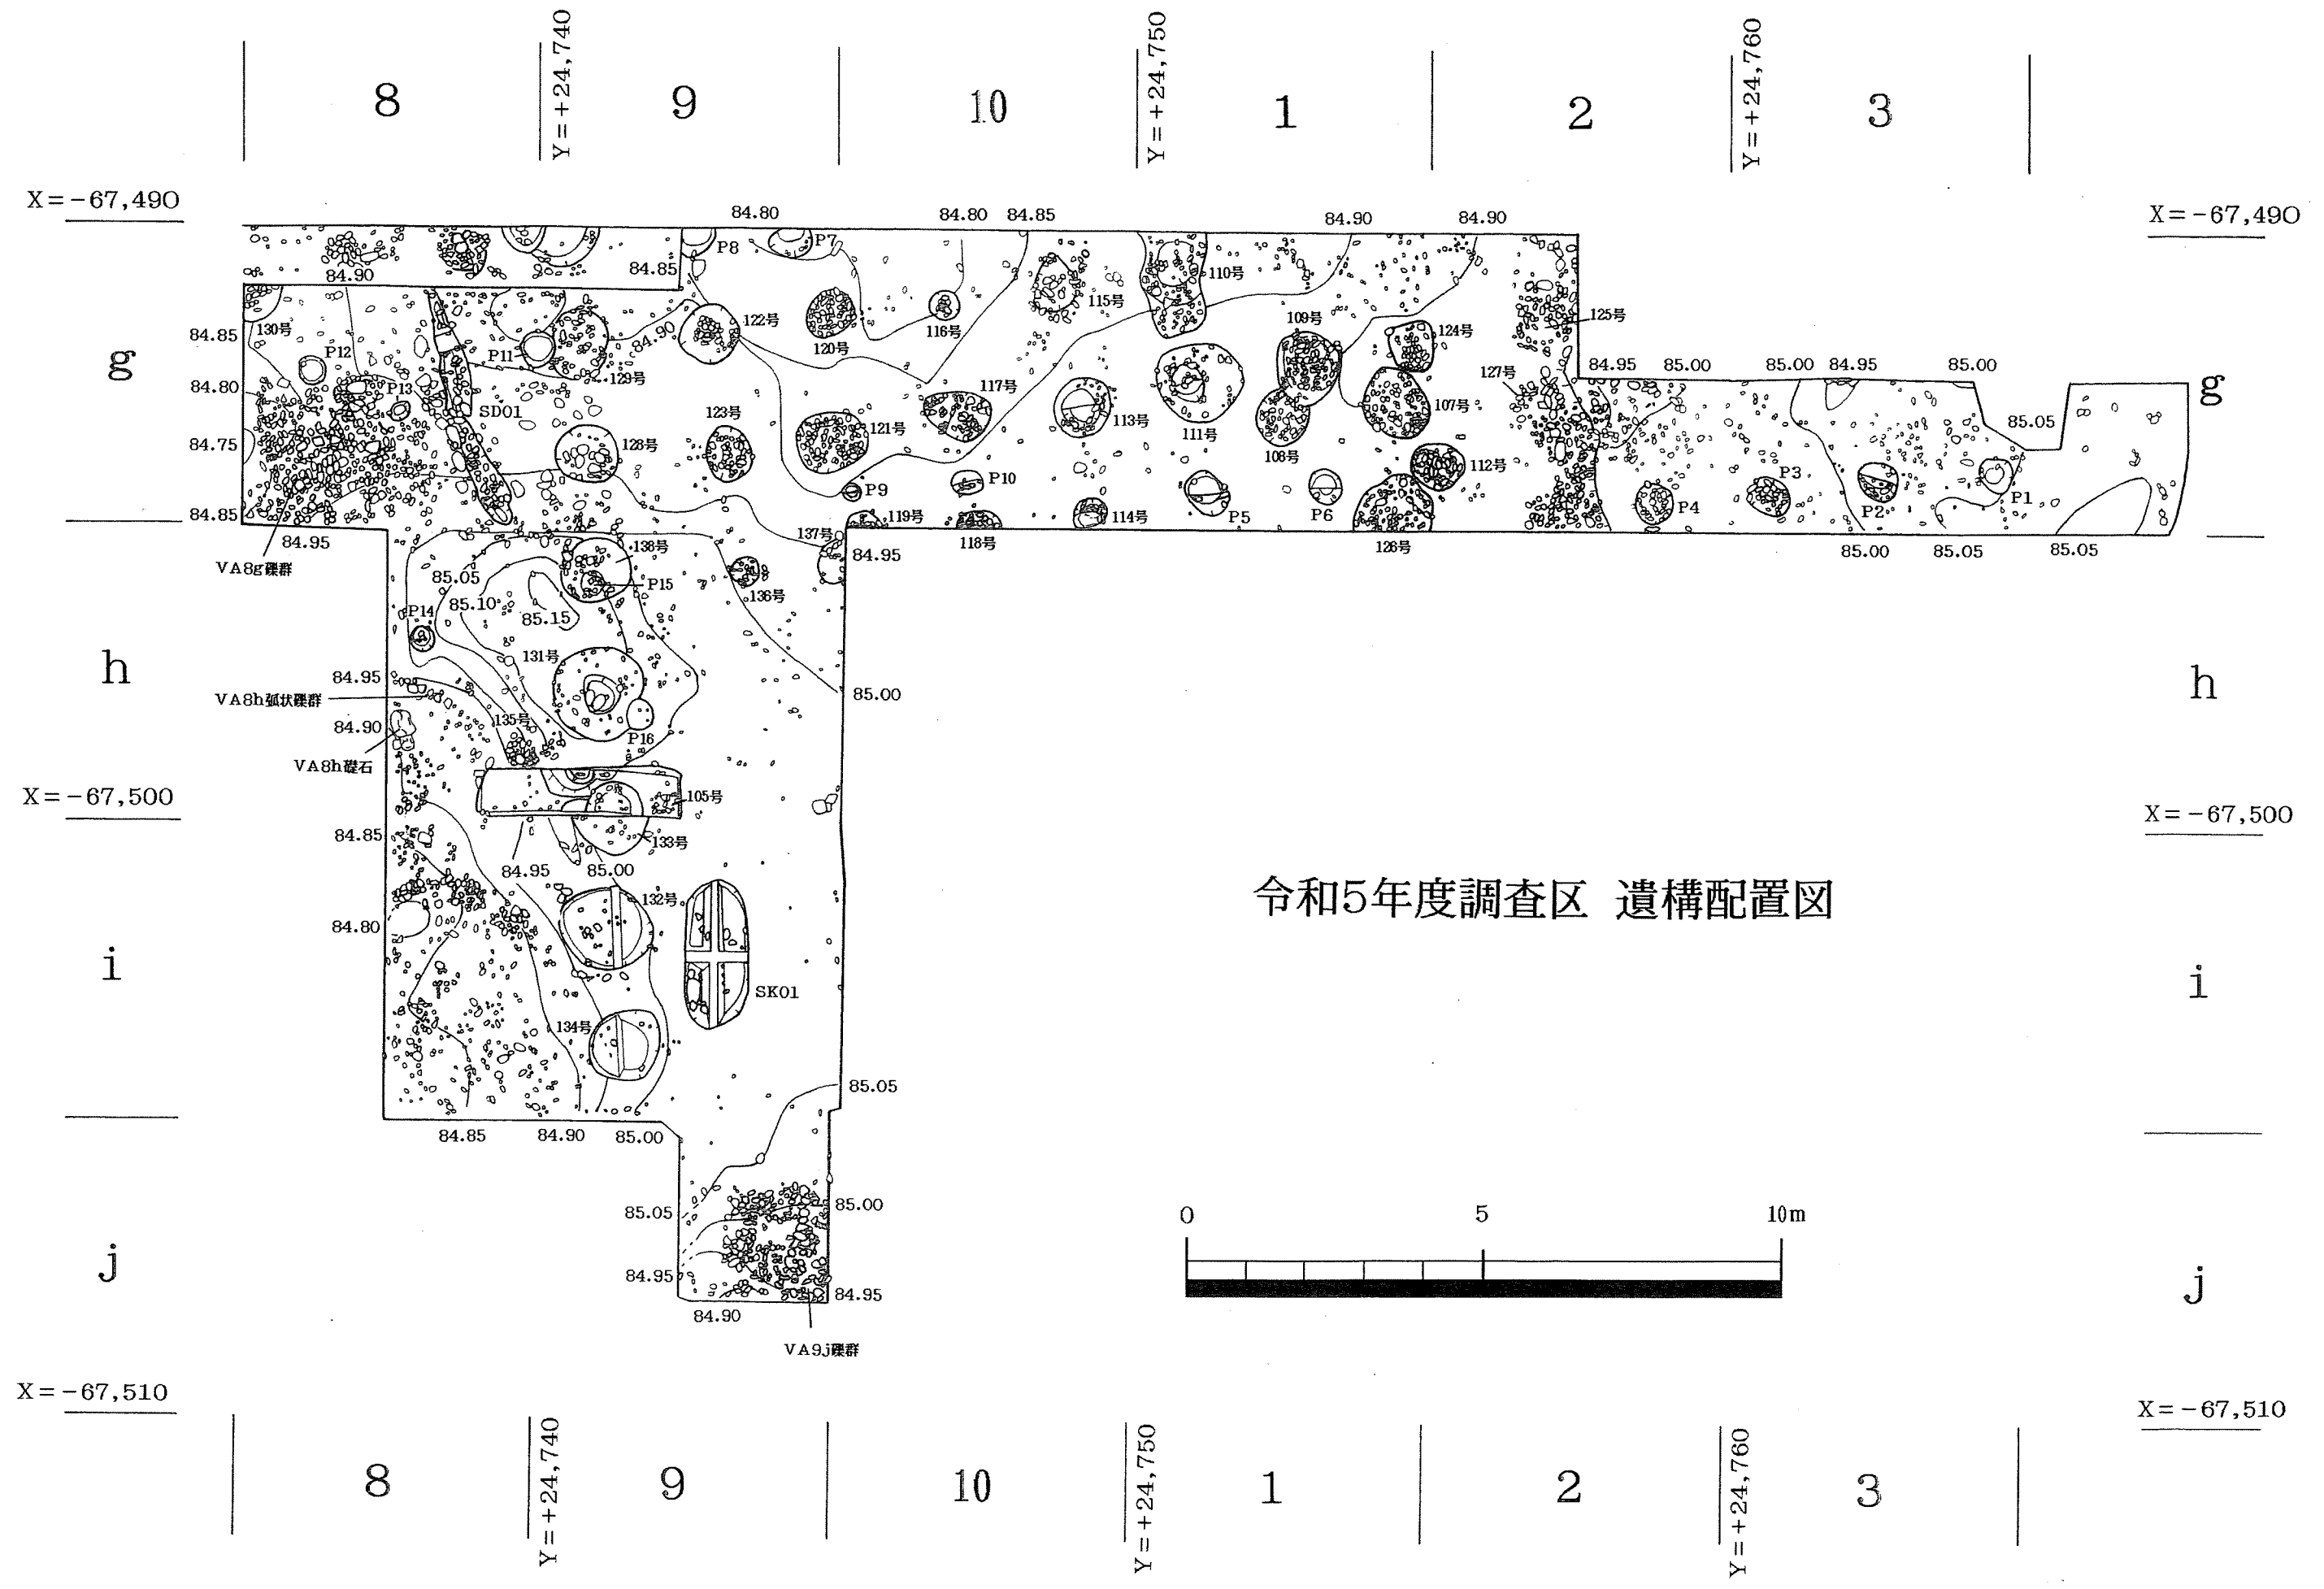 Y=+24,740
Y=+24,750
Y=+24,760
8 9 10 1 2 3
X=-67,490
X=-67,490
84.80 84.80 84.85 84.90 84.90
P8 P7
84.90 84.85
110号
115号
130号 122号 116号 109号 124号 125号
84.85
84.90
P12 P11 120号
g
129号
127号 84.95 85.00 85.00 84.95 85.00
84.80 P13 117号
g
SD01 123号 121号 113号 111号 107号
85.05
84.75 128号 108号 112号
P9 P10 P5 P6 P4 P3 P2 P1
84.85 119号 114号
84.95 137号 118号 126号
84.95 85.00 85.05 85.05
VA8g礫群
138号
85.05 P15 136号
85.10
P14 85.15
131号
h
h
84.95
VA8h弧状礫群
85.00
135号
84.90 P16
VA8h礎石
X=-67,500
X=-67,500
105号
84.85 133号
84.95 85.00
132号
令和5年度調査区 遺構配置図
84.80
i
i
SK01
134号
85.05
84.85 84.90 85.00
85.05 85.00
0 5 10m
j
j
84.95 84.95
84.90
VA9j礫群
X=-67,510
X=-67,510
8 9 10 1 2 3
Y=+24,740
Y=+24,750
Y=+24,760